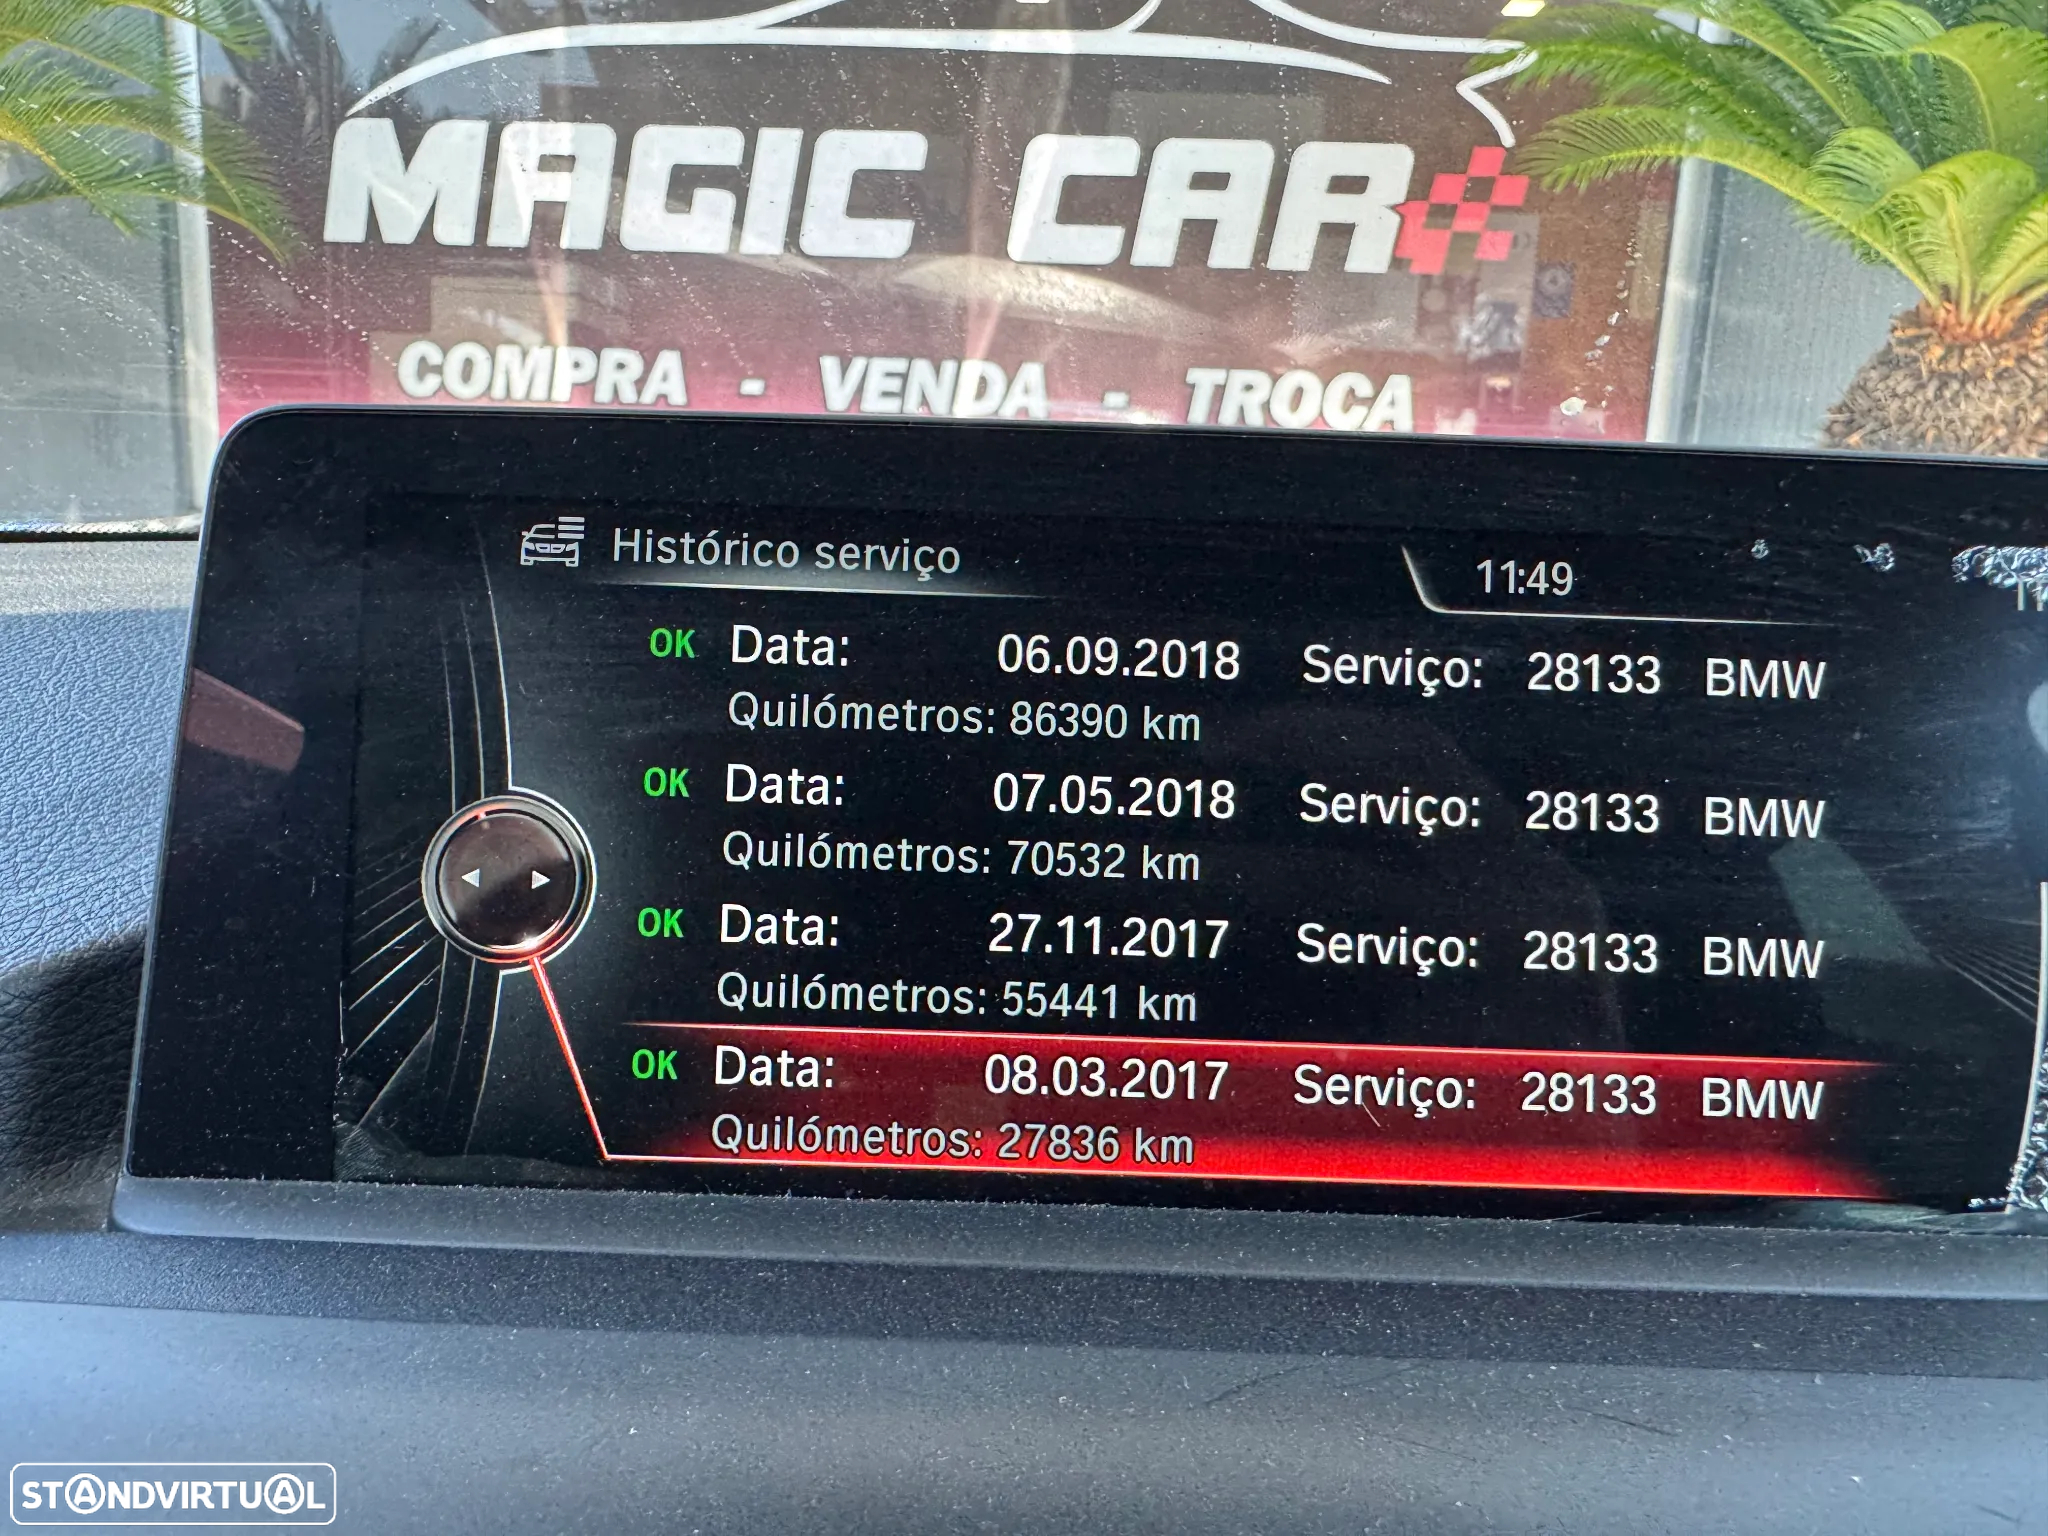 MAGIC CAR
COMPRA - VENDA - TROCA
Histórico serviço
11:49
OK Data: 06.09.2018 Serviço: 28133 BMW
Quilómetros: 86390 km
OK Data: 07.05.2018 Serviço: 28133 BMW
Quilómetros: 70532 km
OK Data: 27.11.2017 Serviço: 28133 BMW
Quilómetros: 55441 km
OK Data: 08.03.2017 Serviço: 28133 BMW
Quilómetros: 27836 km
STANDVIRTUAL